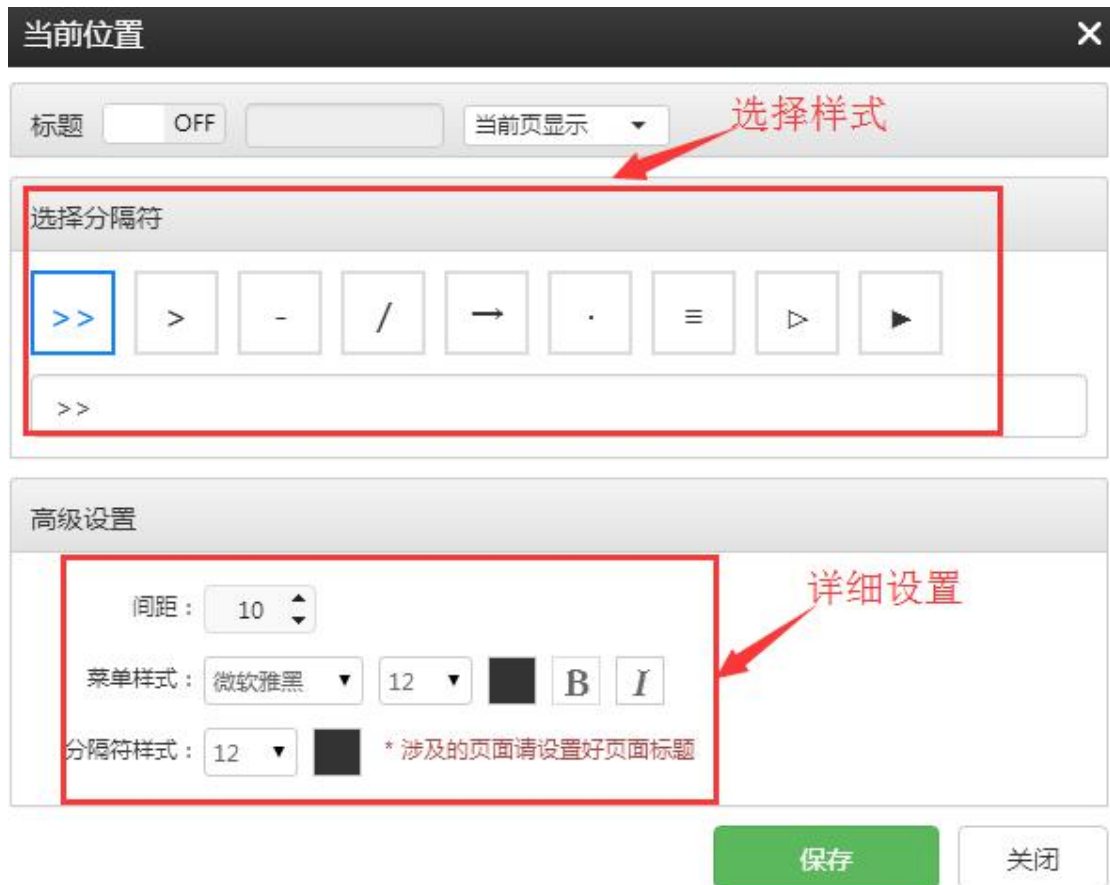 当前位置 ×
标题 OFF 当前页显示
选择样式
选择分隔符
>> > - / → · ≡ ▷ ▶
>>
高级设置
间距： 10
详细设置
菜单样式： 微软雅黑 12 B I
分隔符样式： 12 * 涉及的页面请设置好页面标题
保存 关闭